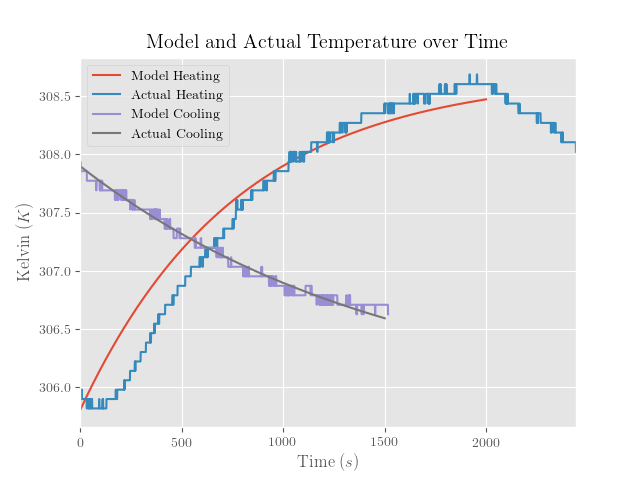 Model and Actual Temperature over Time
Model Heating
Actual Heating
Model Cooling
Actual Cooling
308.5
308.0
307.5
307.0
306.5
306.0
Kelvin (K)
0 500 1000 1500 2000
Time (s)